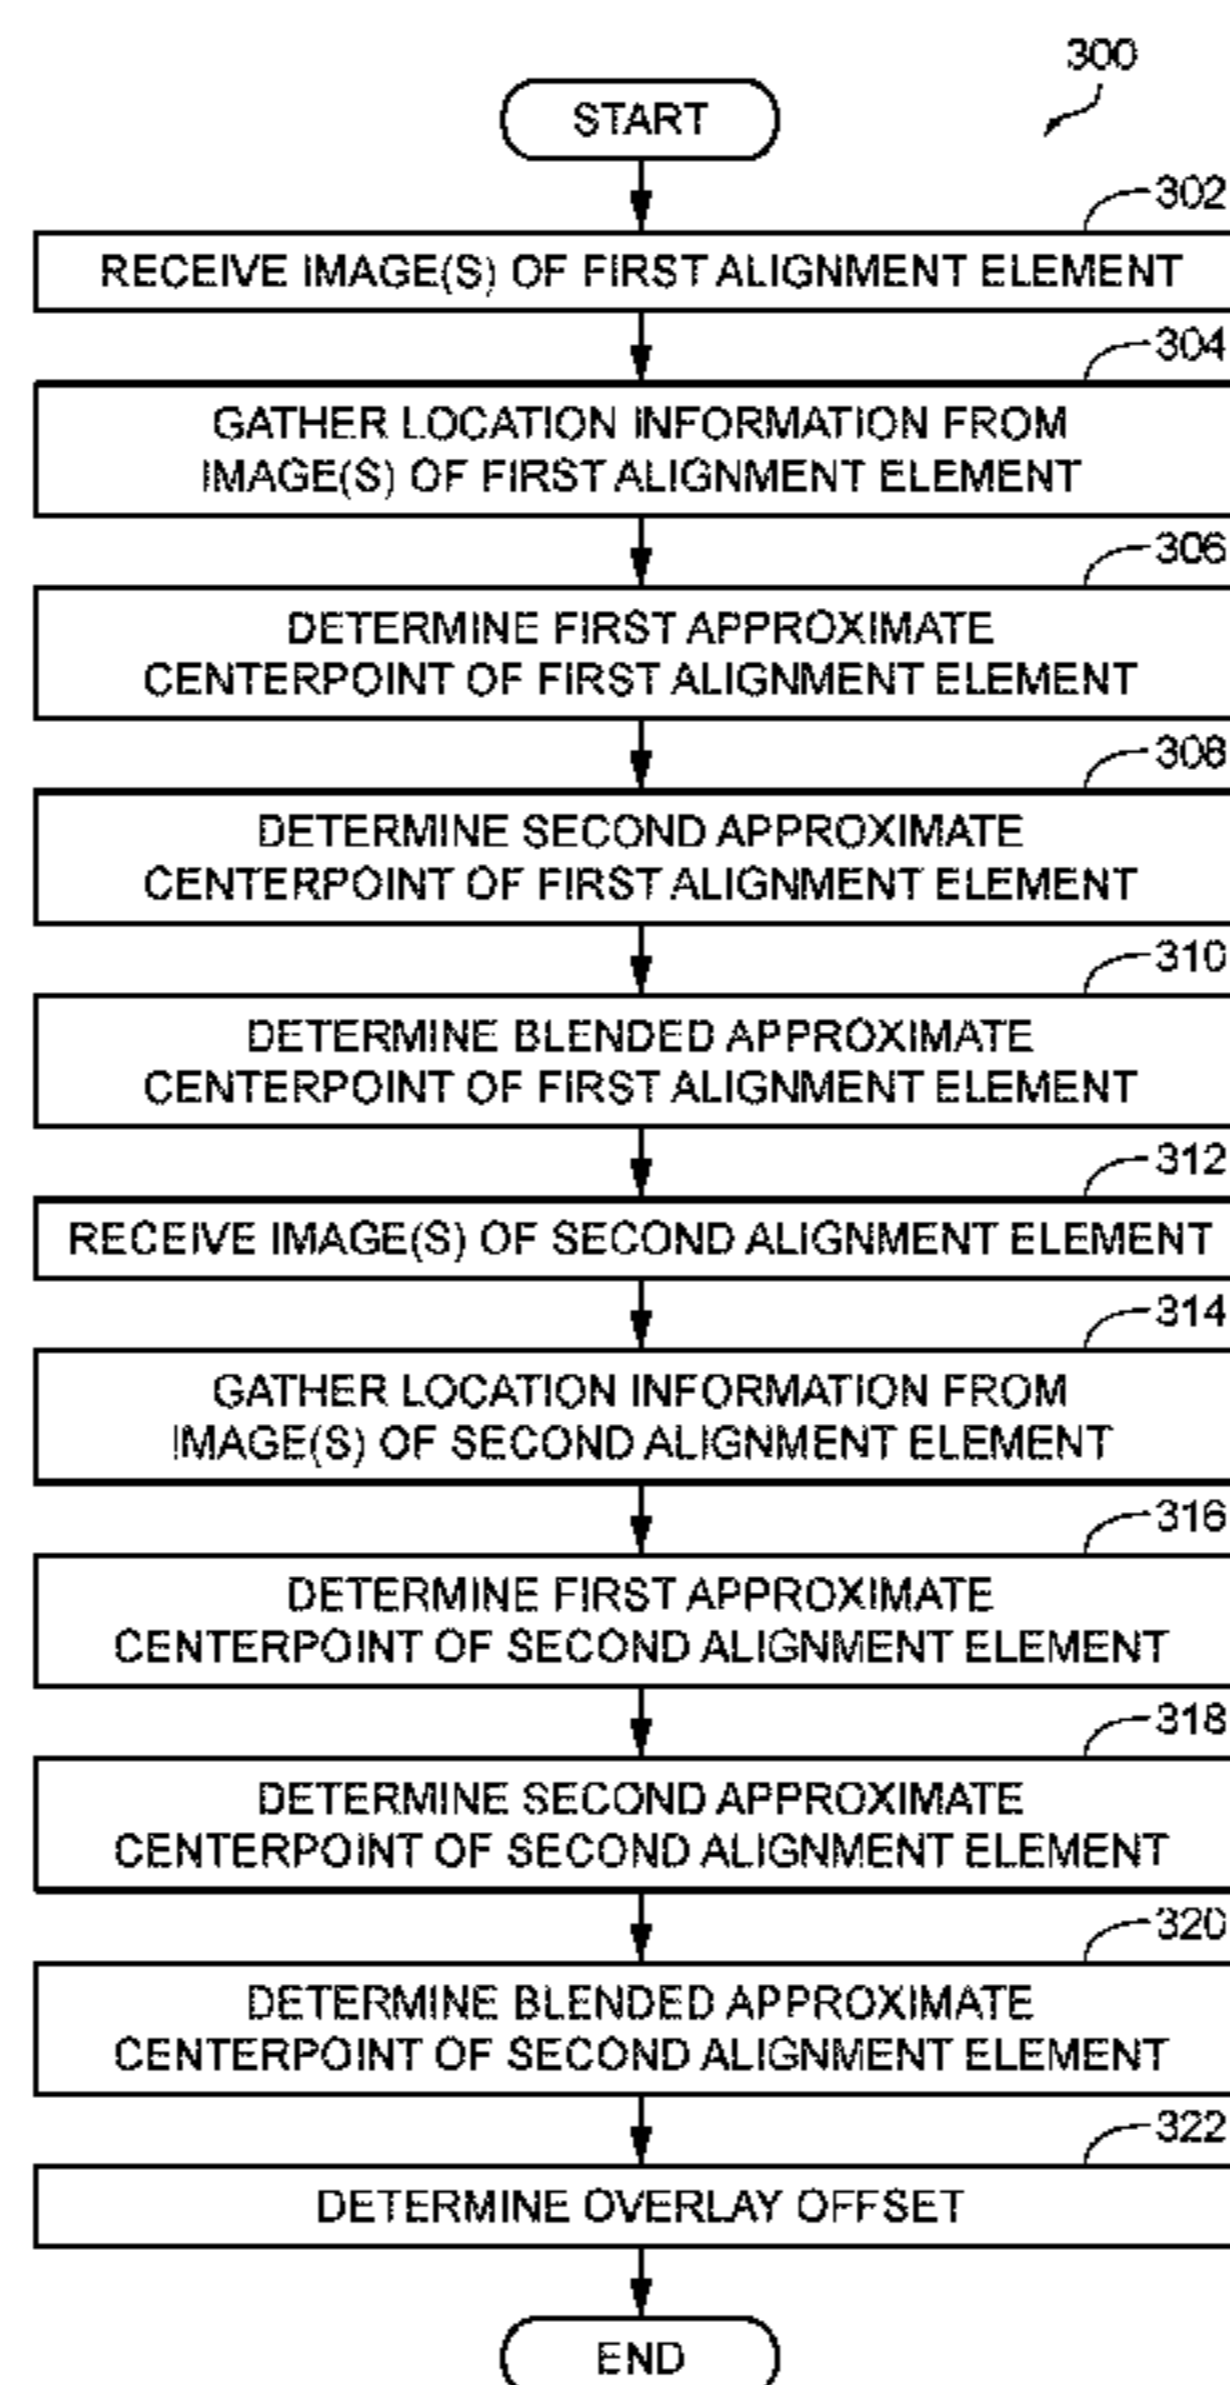 300
START
302
RECEIVE IMAGE(S) OF FIRST ALIGNMENT ELEMENT
304
GATHER LOCATION INFORMATION FROM
IMAGE(S) OF FIRST ALIGNMENT ELEMENT
306
DETERMINE FIRST APPROXIMATE
CENTERPOINT OF FIRST ALIGNMENT ELEMENT
308
DETERMINE SECOND APPROXIMATE
CENTERPOINT OF FIRST ALIGNMENT ELEMENT
310
DETERMINE BLENDED APPROXIMATE
CENTERPOINT OF FIRST ALIGNMENT ELEMENT
312
RECEIVE IMAGE(S) OF SECOND ALIGNMENT ELEMENT
314
GATHER LOCATION INFORMATION FROM
IMAGE(S) OF SECOND ALIGNMENT ELEMENT
316
DETERMINE FIRST APPROXIMATE
CENTERPOINT OF SECOND ALIGNMENT ELEMENT
318
DETERMINE SECOND APPROXIMATE
CENTERPOINT OF SECOND ALIGNMENT ELEMENT
320
DETERMINE BLENDED APPROXIMATE
CENTERPOINT OF SECOND ALIGNMENT ELEMENT
322
DETERMINE OVERLAY OFFSET
END